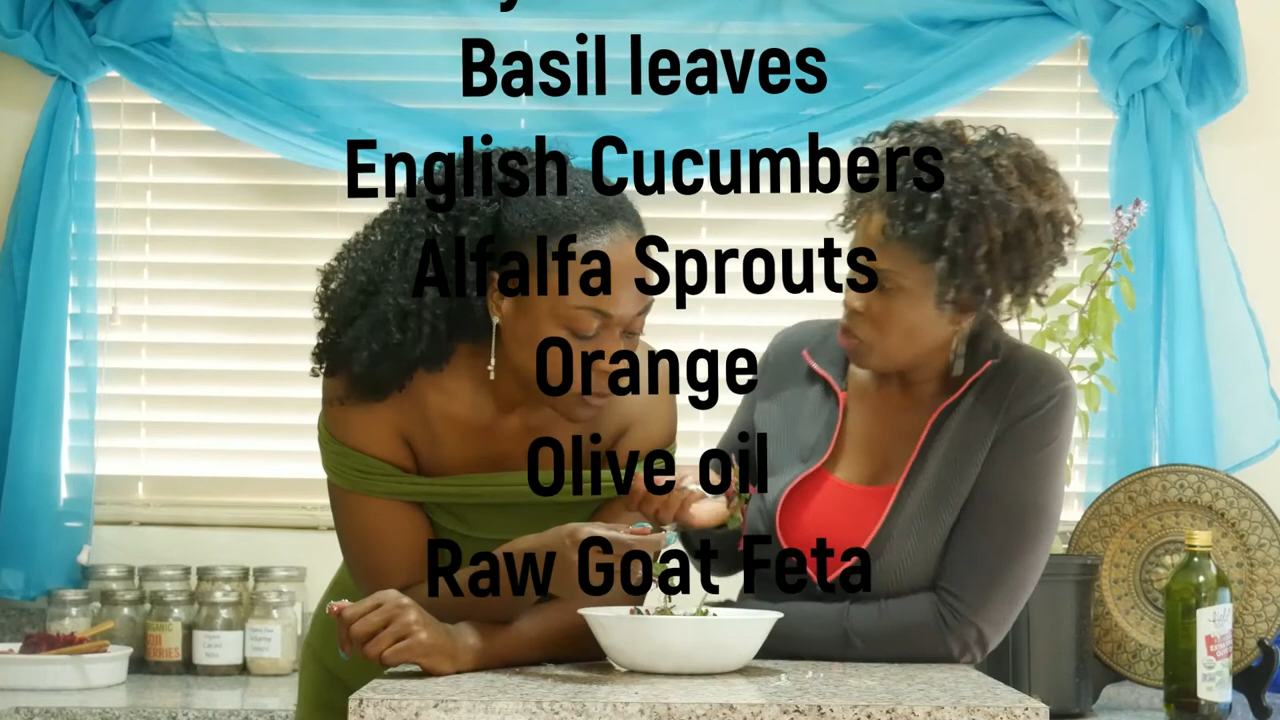 Basil leaves
English Cucumbers
Alfalfa Sprouts
Orange
Olive oil
Raw Goat Feta